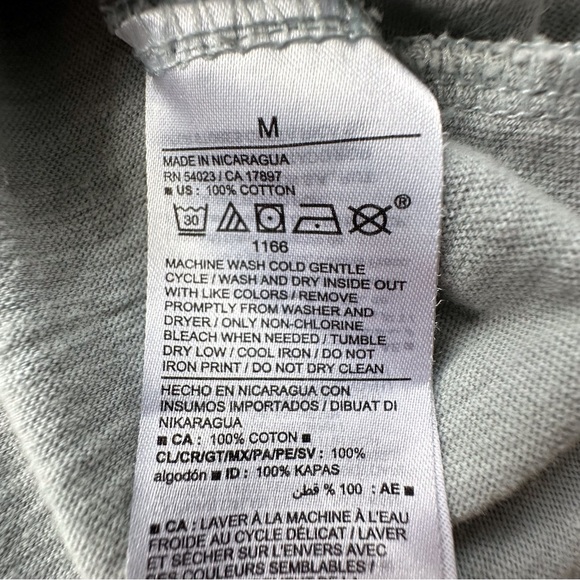 M
MADE IN NICARAGUA
RN 54023 / CA 17897
■ US : 100% COTTON
30 ®
1166
MACHINE WASH COLD GENTLE
CYCLE / WASH AND DRY INSIDE OUT
WITH LIKE COLORS / REMOVE
PROMPTLY FROM WASHER AND
DRYER / ONLY NON-CHLORINE
BLEACH WHEN NEEDED / TUMBLE
DRY LOW / COOL IRON / DO NOT
IRON PRINT / DO NOT DRY CLEAN
HECHO EN NICARAGUA CON
INSUMOS IMPORTADOS / DIBUAT DI
NIKARAGUA
■ CA : 100% COTON ■
CL/CR/GT/MX/PA/PE/SV : 100%
algodón ■ ID : 100% KAPAS
■ AE : 100 % قطن
■ CA : LAVER À LA MACHINE À L'EAU
FROIDE AU CYCLE DÉLICAT / LAVER
ET SÉCHER SUR L'ENVERS AVEC
DES COULEURS SEMBLABLES /